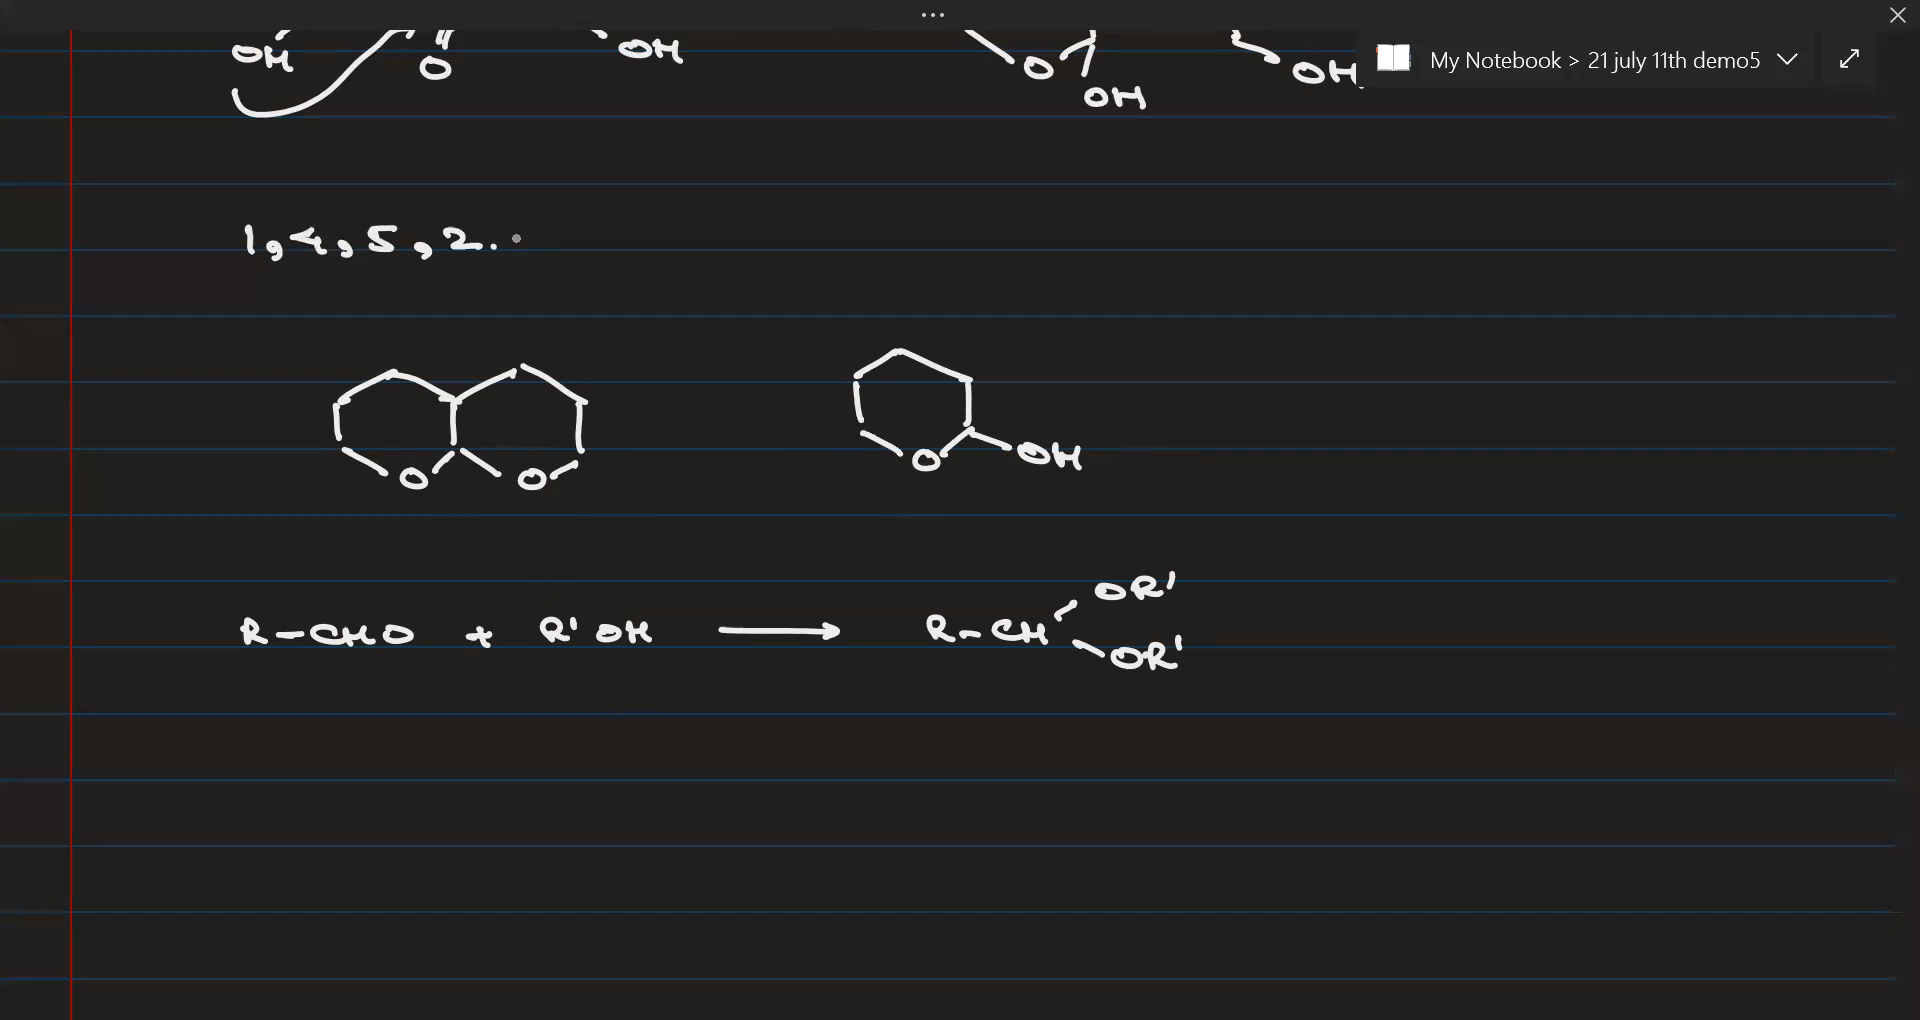 OH O OH O OH OH
My Notebook > 21 july 11th demo5
1, 4, 5, 2.
O O O OH
R-CHO + R'OH → R-CH OR' OR'